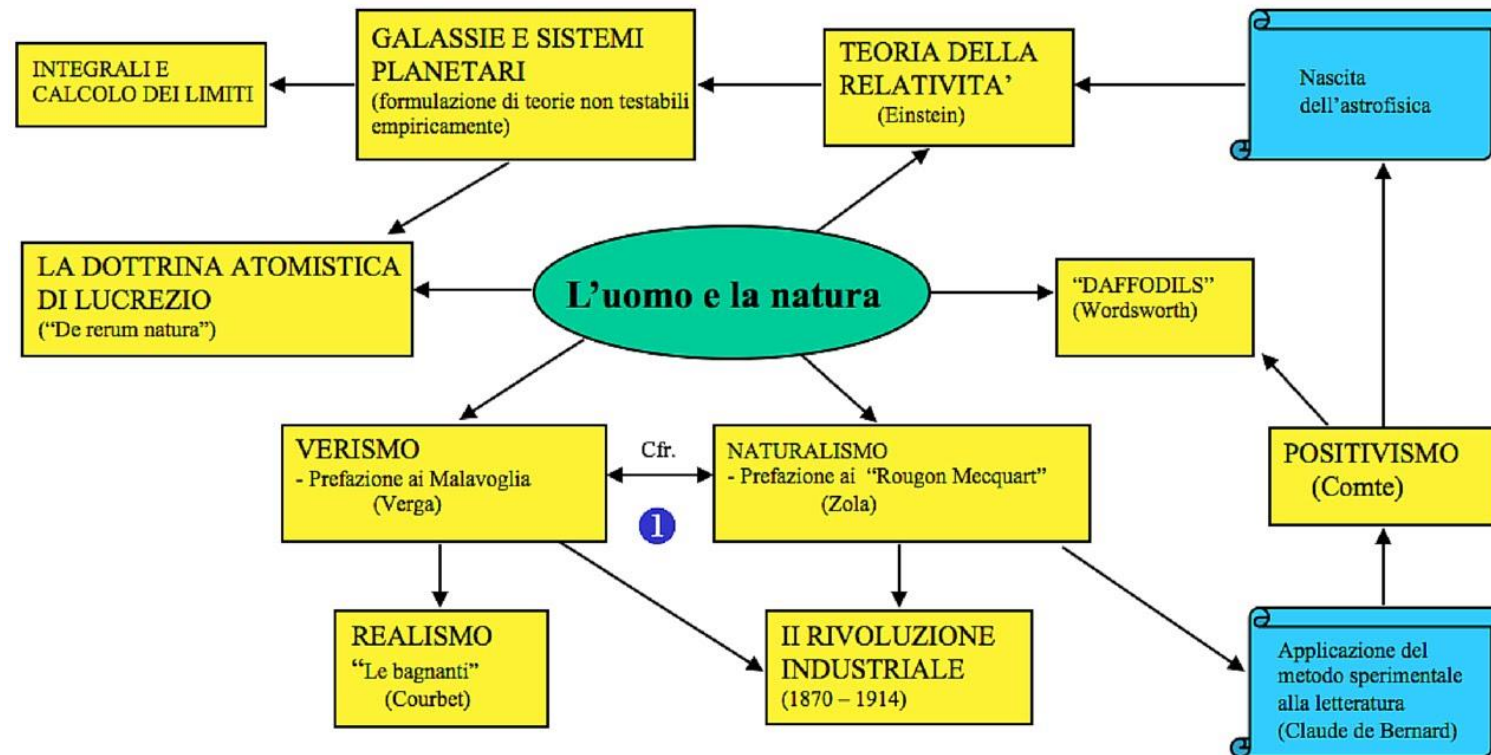 INTEGRALI E
CALCOLO DEI LIMITI
GALASSIE E SISTEMI
PLANETARI
(formulazione di teorie non testabili
empiricamente)
TEORIA DELLA
RELATIVITA’
(Einstein)
Nascita
dell’astrofisica
LA DOTTRINA ATOMISTICA
DI LUCREZIO
(“De rerum natura”)
L’uomo e la natura
“DAFFODILS”
(Wordsworth)
VERISMO
- Prefazione ai Malavoglia
(Verga)
Cfr.
1
NATURALISMO
- Prefazione ai “Rougon Mecquart”
(Zola)
POSITIVISMO
(Comte)
REALISMO
“Le bagnanti”
(Courbet)
II RIVOLUZIONE
INDUSTRIALE
(1870 – 1914)
Applicazione del
metodo sperimentale
alla letteratura
(Claude de Bernard)